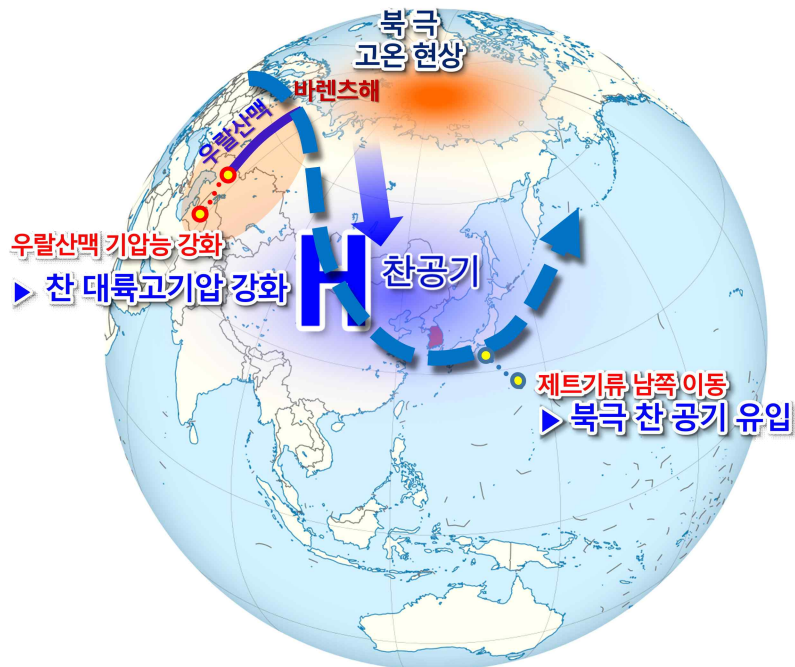 북극
고온 현상
바렌츠해
우랄산맥
우랄산맥 기압능 강화
▶ 찬 대륙고기압 강화
H
찬공기
제트기류 남쪽 이동
▶ 북극 찬 공기 유입